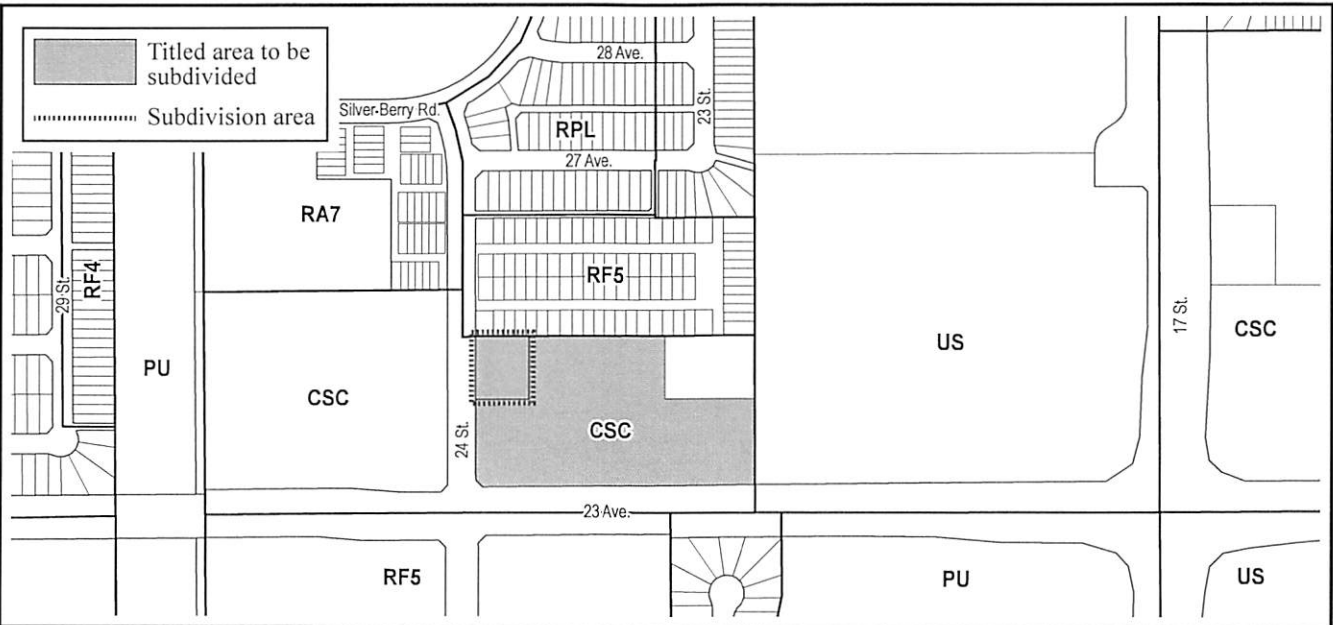 Titled area to be
subdivided
Subdivision area
28 Ave.
Silver-Berry Rd.
23 St.
RPL
27 Ave.
RA7
RF4
29 St.
RF5
17 St.
CSC
US
PU
CSC
24 St.
CSC
23 Ave.
RF5
PU
US